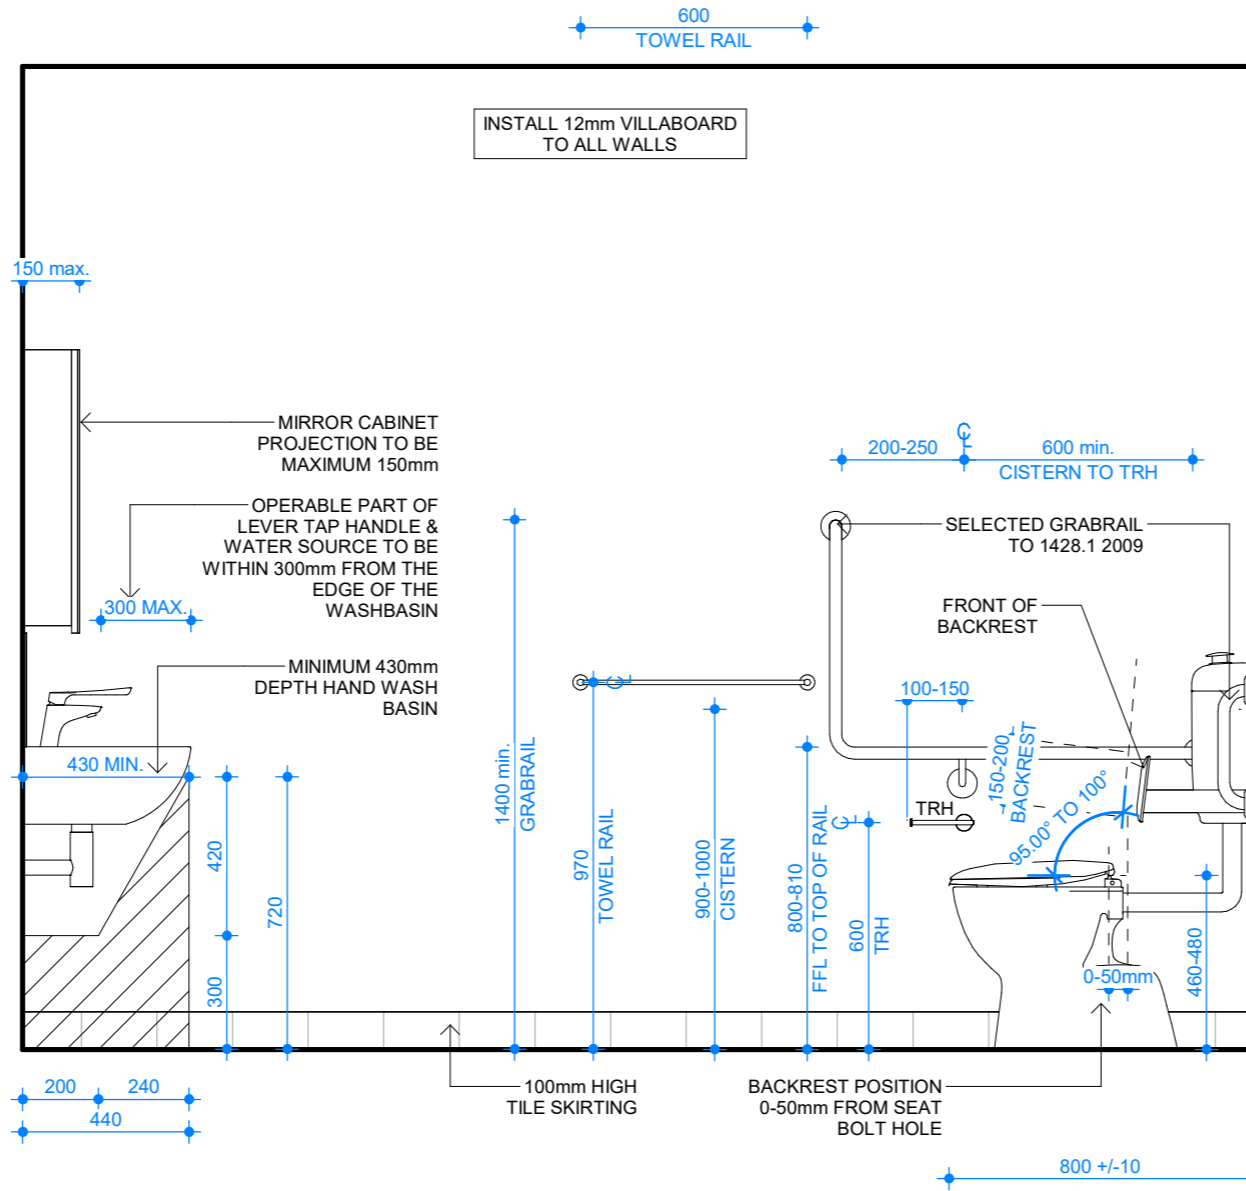 600
TOWEL RAIL
INSTALL 12mm VILLABOARD
TO ALL WALLS
150 max.
MIRROR CABINET
PROJECTION TO BE
MAXIMUM 150mm
OPERABLE PART OF
LEVER TAP HANDLE &
WATER SOURCE TO BE
WITHIN 300mm FROM THE
EDGE OF THE
WASHBASIN
300 MAX.
MINIMUM 430mm
DEPTH HAND WASH
BASIN
430 MIN.
420
300
720
200
240
440
1400 min.
GRABRAIL
970
TOWEL RAIL
CL
900-1000
CISTERN
800-810
FFL TO TOP OF RAIL
600
TRH
CL
TRH
100-150
200-250
CL
600 min.
CISTERN TO TRH
SELECTED GRABRAIL
TO 1428.1 2009
FRONT OF
BACKREST
150-200
BACKREST
95.00° TO 100°
0-50mm
460-480
100mm HIGH
TILE SKIRTING
BACKREST POSITION
0-50mm FROM SEAT
BOLT HOLE
800 +/-10